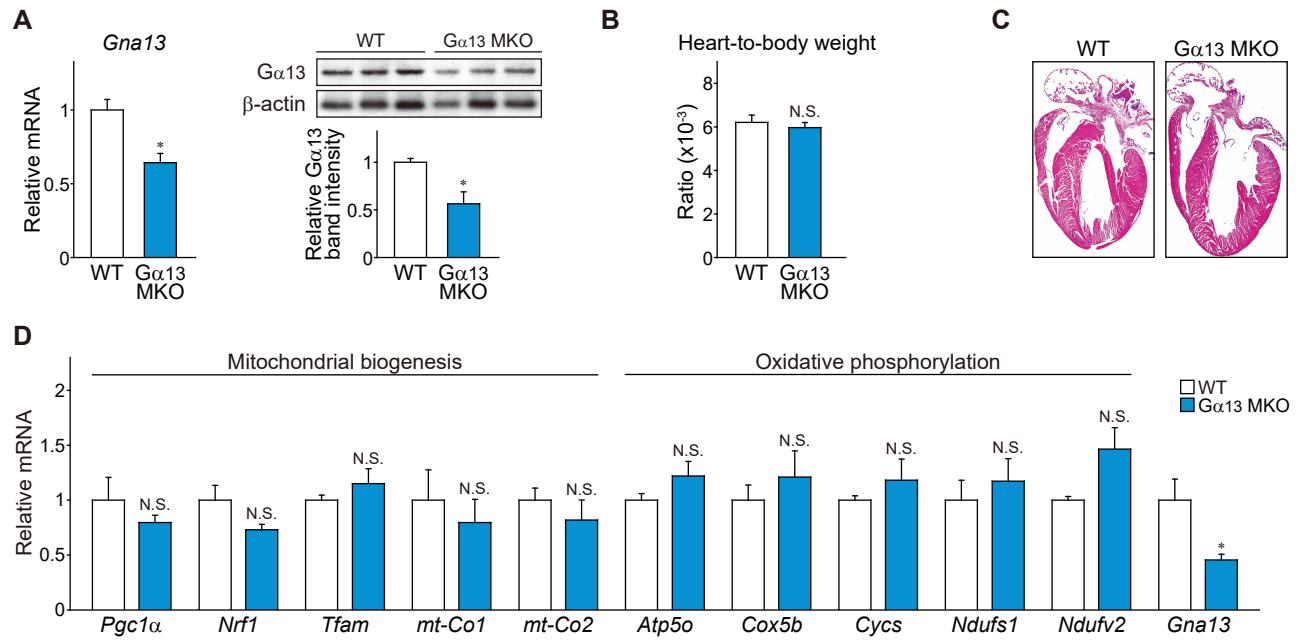 A
Gna13
Relative mRNA
1
0.5
0
*
WT
Gα13
MKO
WT
Gα13 MKO
Gα13
β-actin
Relative Gα13
band intensity
1
0.5
0
*
WT
Gα13
MKO
B
Heart-to-body weight
Ratio (x10⁻³)
8
6
4
2
0
N.S.
WT
Gα13
MKO
C
WT
Gα13 MKO
D
Mitochondrial biogenesis
Oxidative phosphorylation
WT
Gα13 MKO
Relative mRNA
2
1.5
1
0.5
0
N.S.
N.S.
N.S.
N.S.
N.S.
N.S.
N.S.
N.S.
N.S.
N.S.
*
Pgc1α
Nrf1
Tfam
mt-Co1
mt-Co2
Atp5o
Cox5b
Cycs
Ndufs1
Ndufv2
Gna13